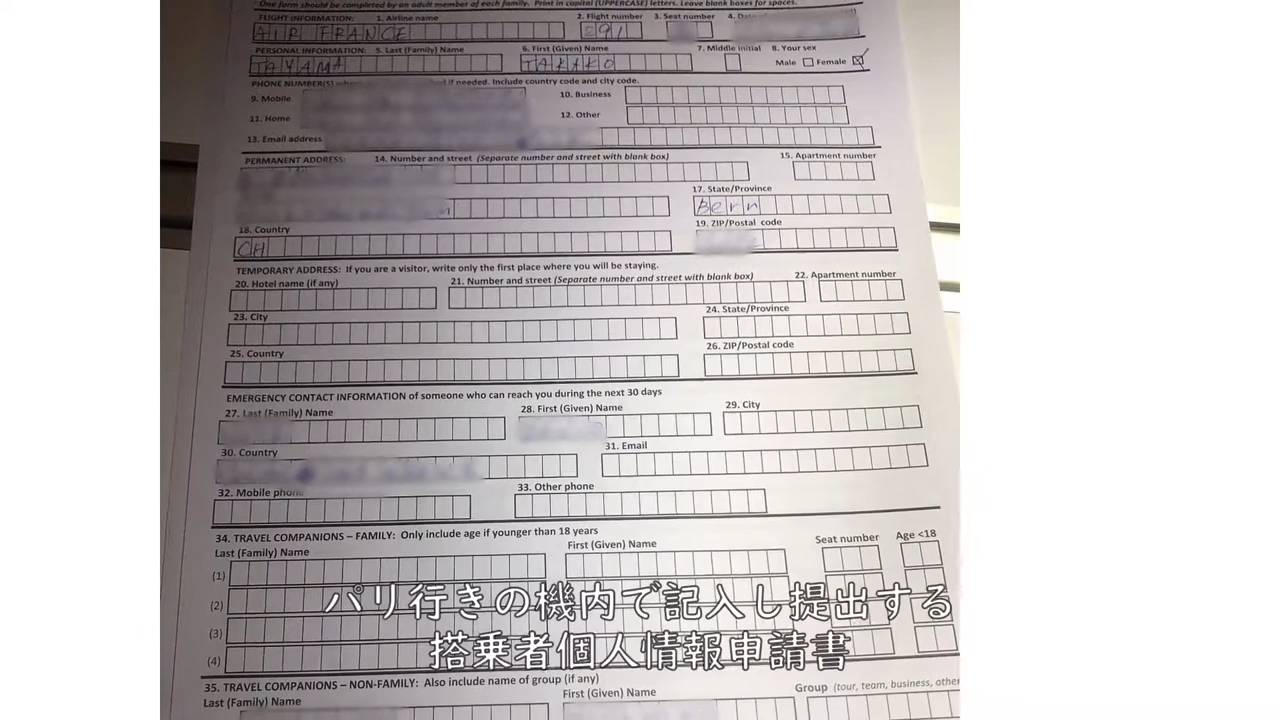 One form should be completed by an adult member of each family. Print in capital (UPPERCASE) letters. Leave blank boxes for spaces.
FLIGHT INFORMATION: 1. Airline name 2. Flight number 3. Seat number 4.
AIR FRANCE 291
PERSONAL INFORMATION: 5. Last (Family) Name 6. First (Given) Name 7. Middle Initial 8. Your sex
TAYAMA TAKAKO Male Female
PHONE NUMBER(S) if needed. Include country code and city code.
9. Mobile 10. Business
11. Home 12. Other
13. Email address
PERMANENT ADDRESS: 14. Number and street (Separate number and street with blank box) 15. Apartment number
17. State/Province
Bern
18. Country 19. ZIP/Postal code
CH
TEMPORARY ADDRESS: If you are a visitor, write only the first place where you will be staying.
20. Hotel name (if any) 21. Number and street (Separate number and street with blank box) 22. Apartment number
23. City 24. State/Province
25. Country 26. ZIP/Postal code
EMERGENCY CONTACT INFORMATION of someone who can reach you during the next 30 days
27. Last (Family) Name 28. First (Given) Name 29. City
30. Country 31. Email
32. Mobile phone 33. Other phone
34. TRAVEL COMPANIONS – FAMILY: Only include age if younger than 18 years
Last (Family) Name First (Given) Name Seat number Age <18
(1)
(2)
(3)
(4)
パリ行きの機内で記入し提出する
搭乗者個人情報申請書
35. TRAVEL COMPANIONS – NON-FAMILY: Also include name of group (if any)
Last (Family) Name First (Given) Name Group (tour, team, business, other